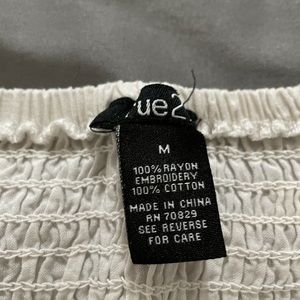 ue2
M
100% RAYON
EMBROIDERY
100% COTTON
MADE IN CHINA
RN 70829
SEE REVERSE
FOR CARE